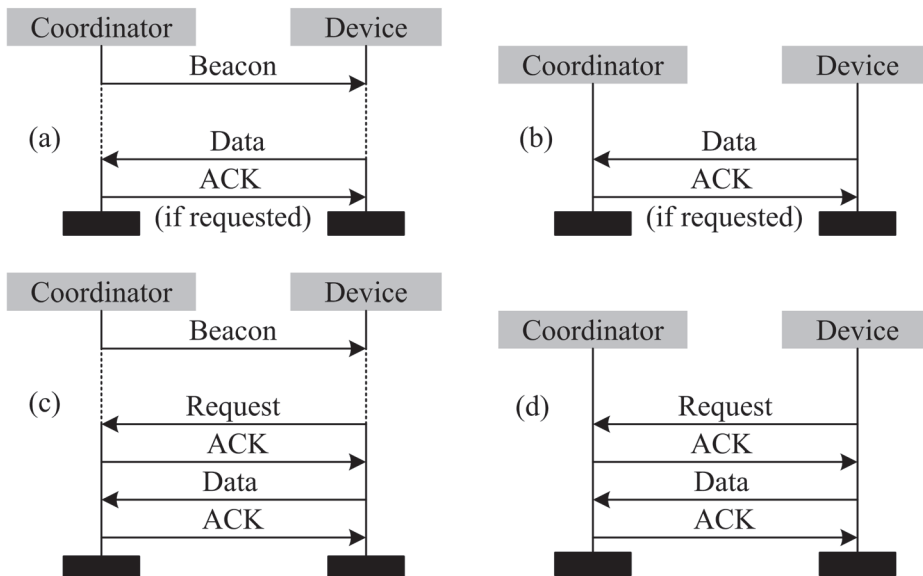 Coordinator Device
Beacon
(a)
Data
ACK
(if requested)
Coordinator Device
(b)
Data
ACK
(if requested)
Coordinator Device
Beacon
(c)
Request
ACK
Data
ACK
Coordinator Device
(d)
Request
ACK
Data
ACK